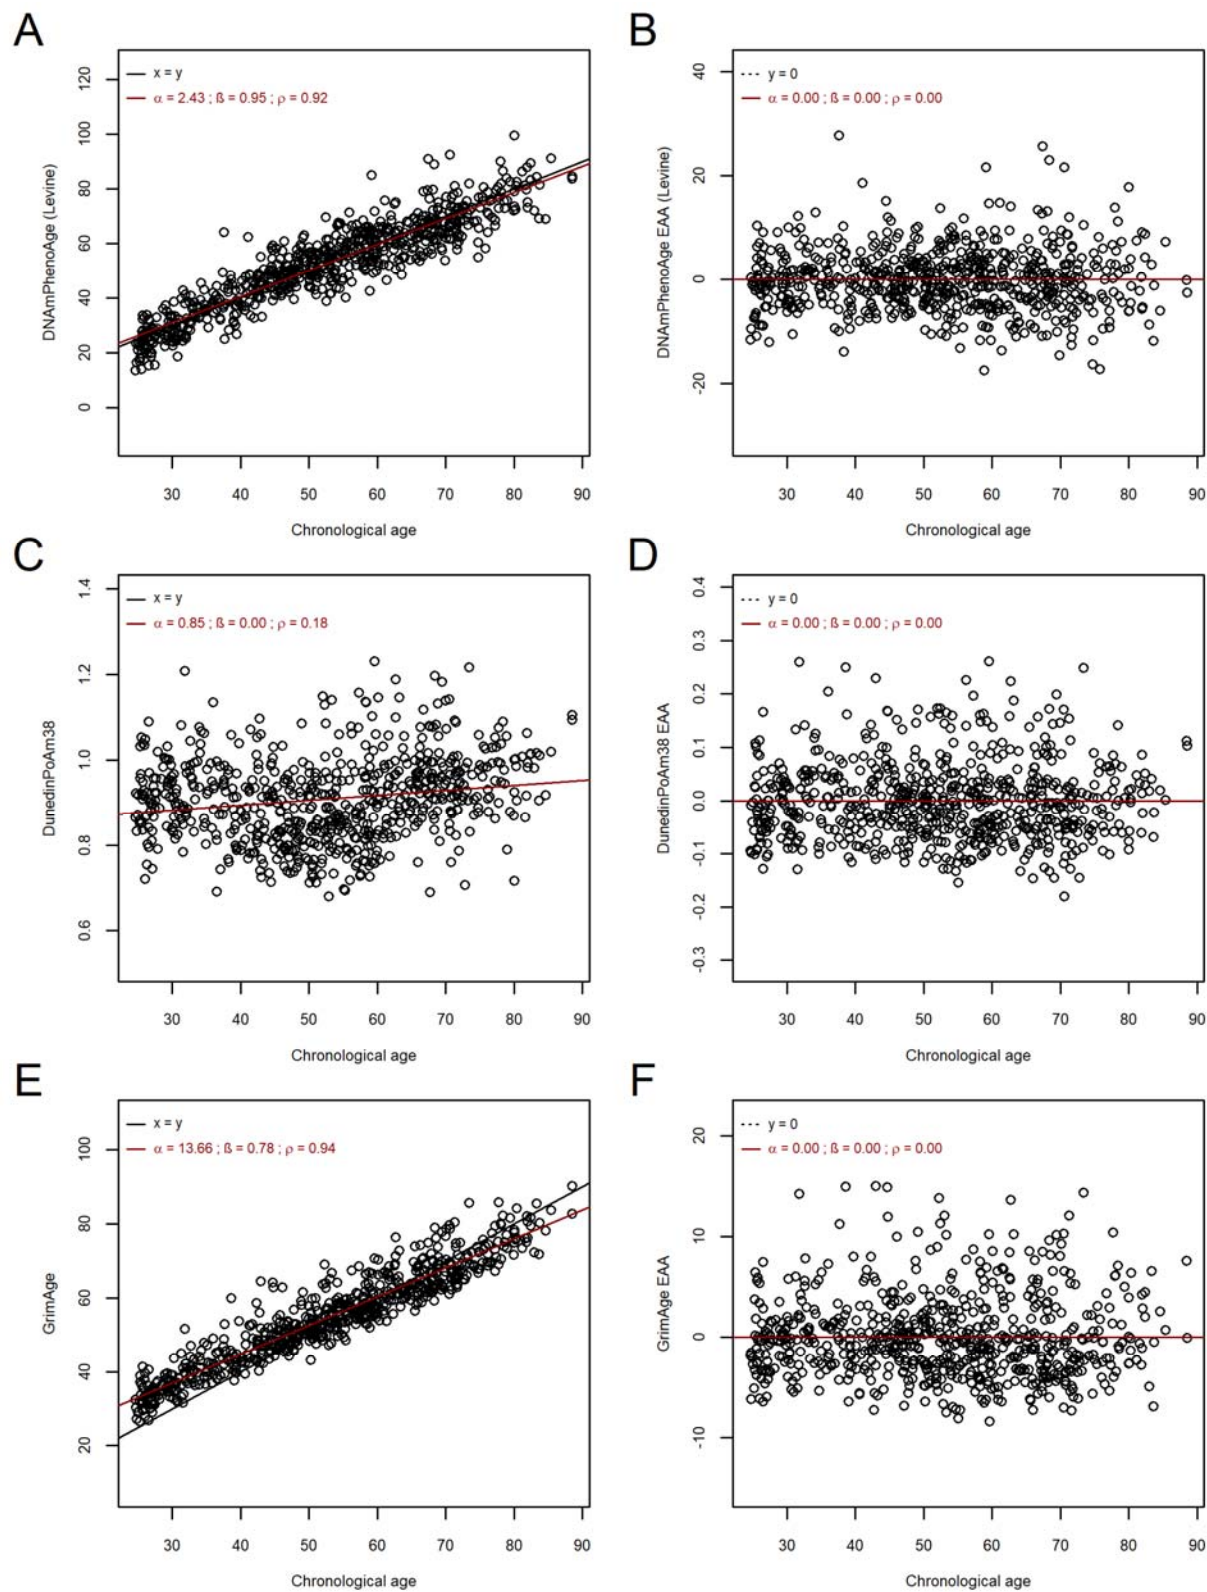 A
x = y
α = 2.43 ; ß = 0.95 ; ρ = 0.92
DNAmPhenoAge (Levine)
120
100
80
60
40
20
0
30 40 50 60 70 80 90
Chronological age
B
y = 0
α = 0.00 ; ß = 0.00 ; ρ = 0.00
DNAmPhenoAge EAA (Levine)
40
20
0
-20
30 40 50 60 70 80 90
Chronological age
C
x = y
α = 0.85 ; ß = 0.00 ; ρ = 0.18
DunedinPoAm38
1.4
1.2
1.0
0.8
0.6
30 40 50 60 70 80 90
Chronological age
D
y = 0
α = 0.00 ; ß = 0.00 ; ρ = 0.00
DunedinPoAm38 EAA
0.4
0.3
0.2
0.1
0.0
-0.1
-0.2
-0.3
30 40 50 60 70 80 90
Chronological age
E
x = y
α = 13.66 ; ß = 0.78 ; ρ = 0.94
GrimAge
100
80
60
40
20
30 40 50 60 70 80 90
Chronological age
F
y = 0
α = 0.00 ; ß = 0.00 ; ρ = 0.00
GrimAge EAA
20
10
0
-10
30 40 50 60 70 80 90
Chronological age